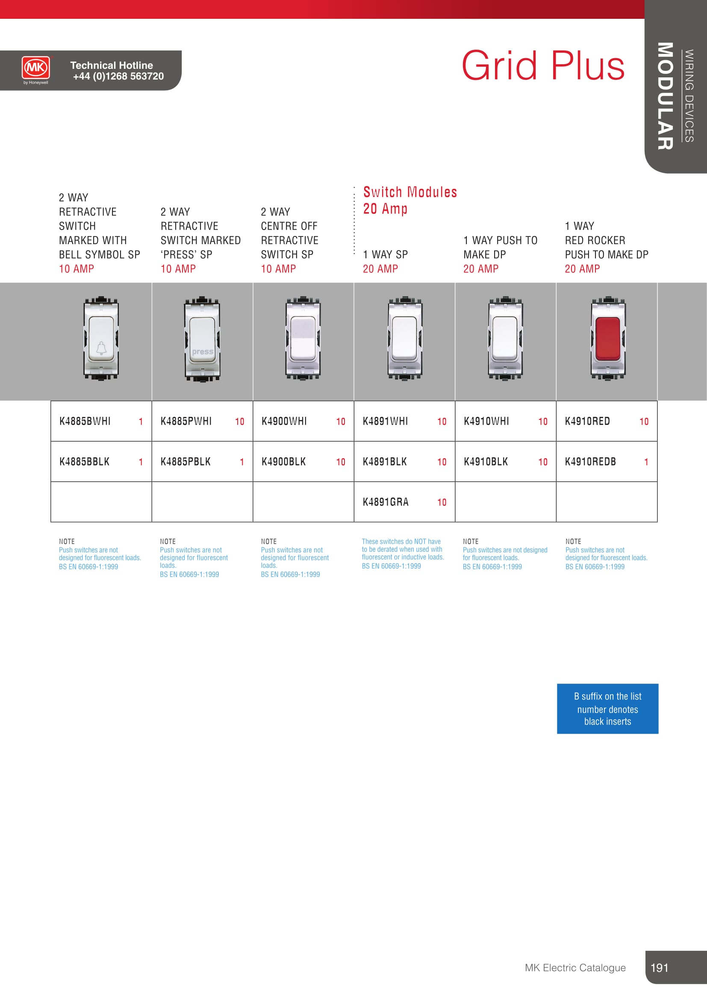 MK
by Honeywell
Technical Hotline
+44 (0)1268 563720
Grid Plus
WIRING DEVICES
MODULAR
2 WAY
RETRACTIVE
SWITCH
MARKED WITH
BELL SYMBOL SP
10 AMP
2 WAY
RETRACTIVE
SWITCH MARKED
‘PRESS’ SP
10 AMP
2 WAY
CENTRE OFF
RETRACTIVE
SWITCH SP
10 AMP
Switch Modules
20 Amp
1 WAY SP
20 AMP
1 WAY PUSH TO
MAKE DP
20 AMP
1 WAY
RED ROCKER
PUSH TO MAKE DP
20 AMP
press
K4885BWHI 1 K4885PWHI 10 K4900WHI 10 K4891WHI 10 K4910WHI 10 K4910RED 10
K4885BBLK 1 K4885PBLK 1 K4900BLK 10 K4891BLK 10 K4910BLK 10 K4910REDB 1
K4891GRA 10
NOTE
Push switches are not
designed for fluorescent loads.
BS EN 60669-1:1999
NOTE
Push switches are not
designed for fluorescent
loads.
BS EN 60669-1:1999
NOTE
Push switches are not
designed for fluorescent
loads.
BS EN 60669-1:1999
These switches do NOT have
to be derated when used with
fluorescent or inductive loads.
BS EN 60669-1:1999
NOTE
Push switches are not designed
for fluorescent loads.
BS EN 60669-1:1999
NOTE
Push switches are not
designed for fluorescent loads.
BS EN 60669-1:1999
B suffix on the list
number denotes
black inserts
MK Electric Catalogue
191